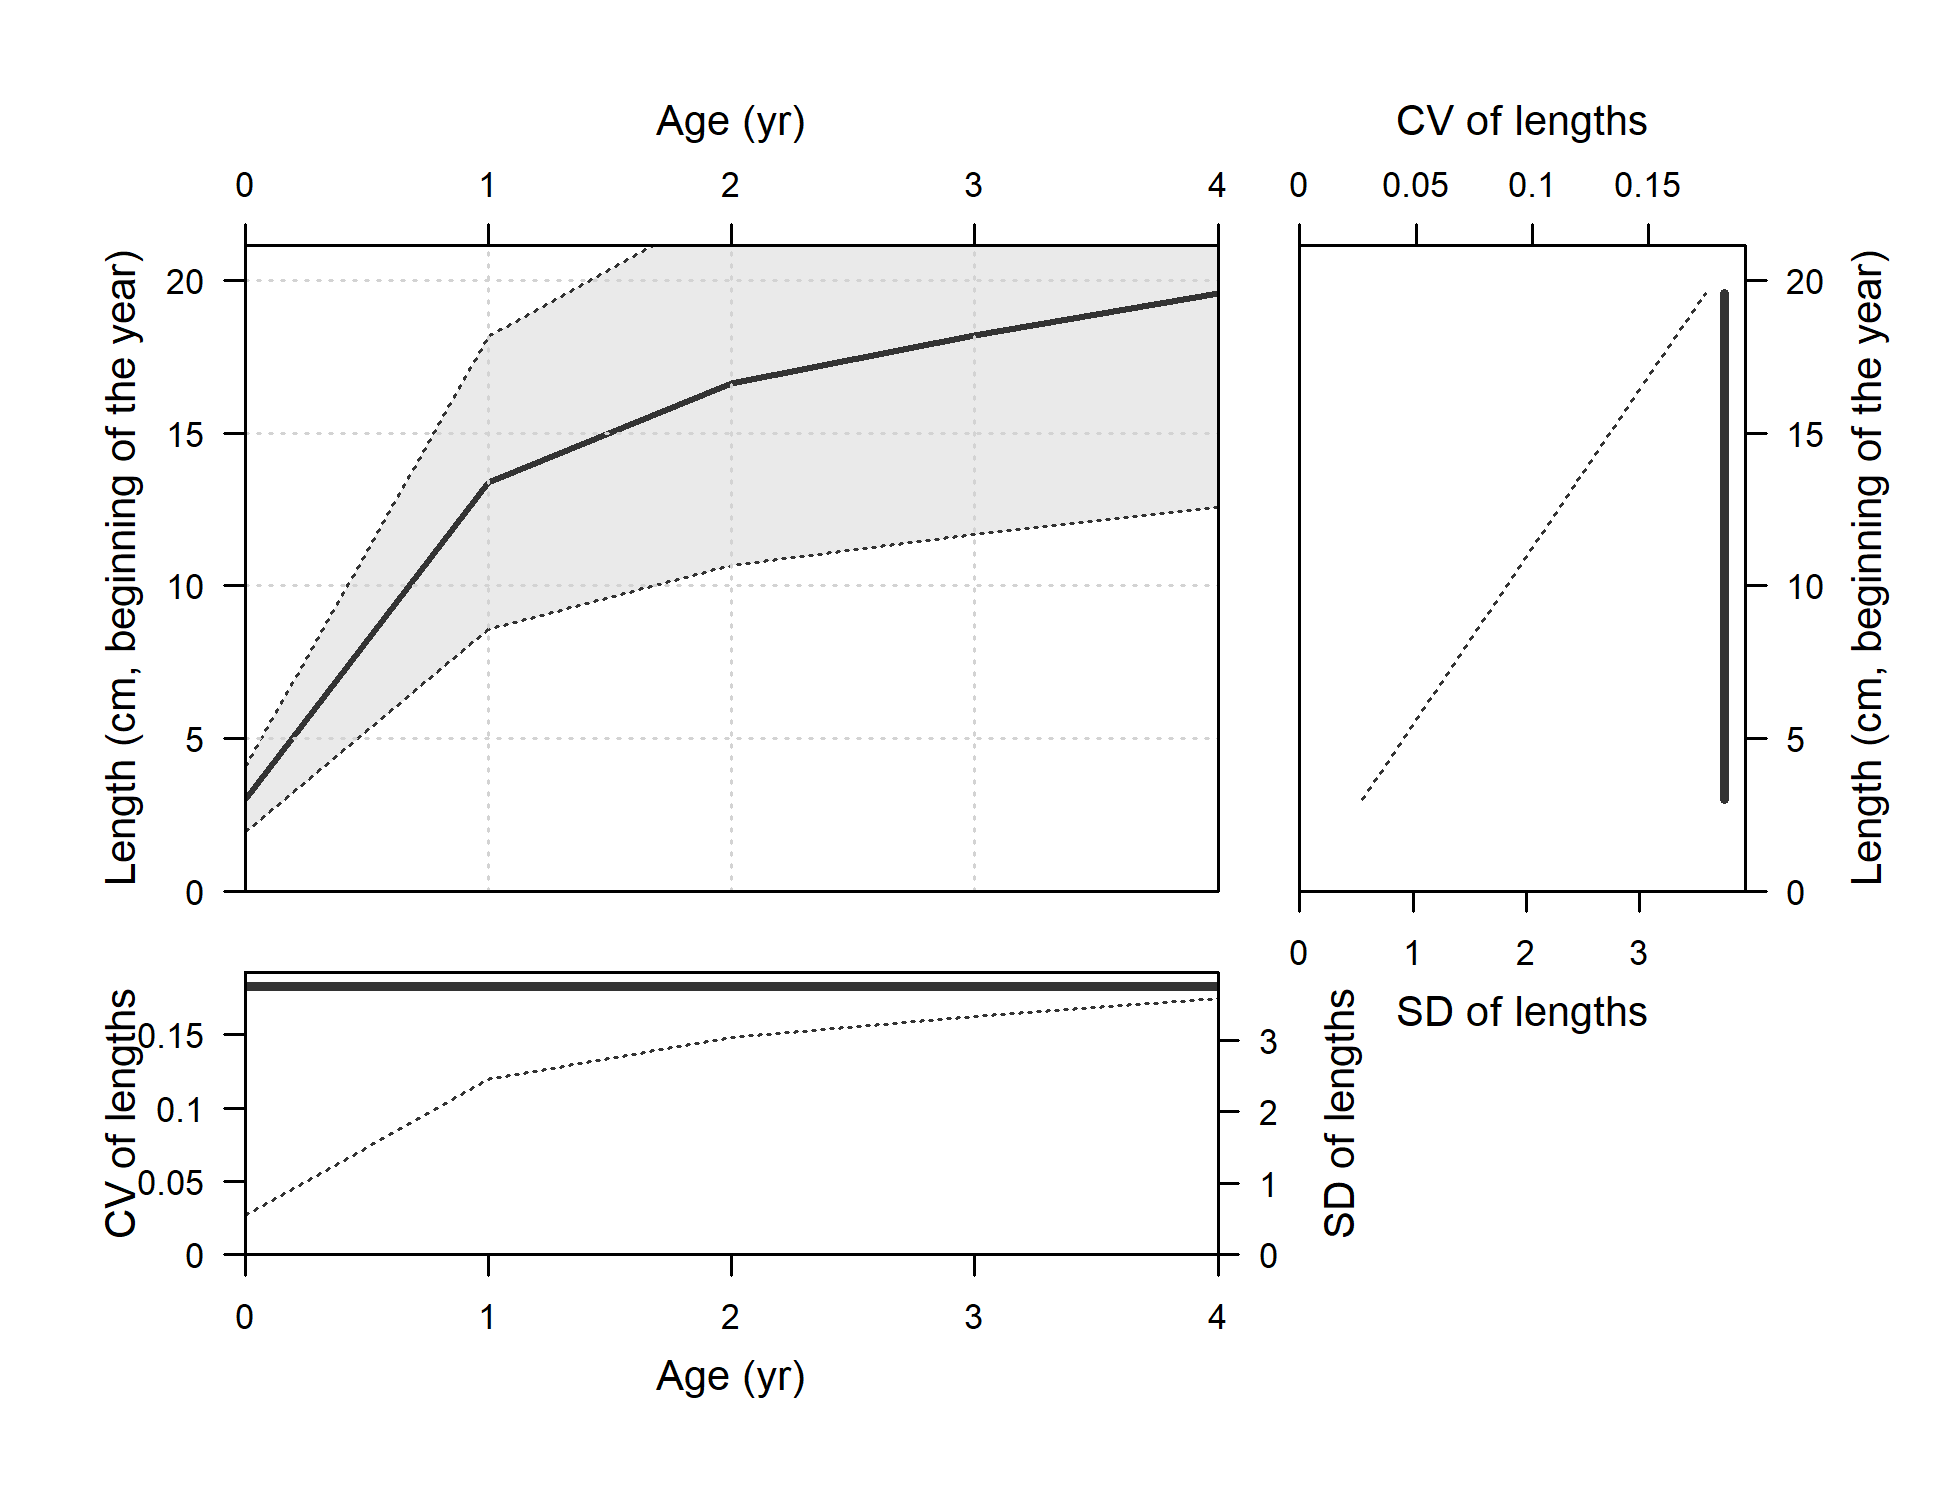 Age (yr)
0 1 2 3 4
Length (cm, beginning of the year)
20
15
10
5
0
CV of lengths
0 0.05 0.1 0.15
20
15
10
5
0
Length (cm, beginning of the year)
0 1 2 3
SD of lengths
CV of lengths
0.15
0.1
0.05
0
3
2
1
0
SD of lengths
0 1 2 3 4
Age (yr)